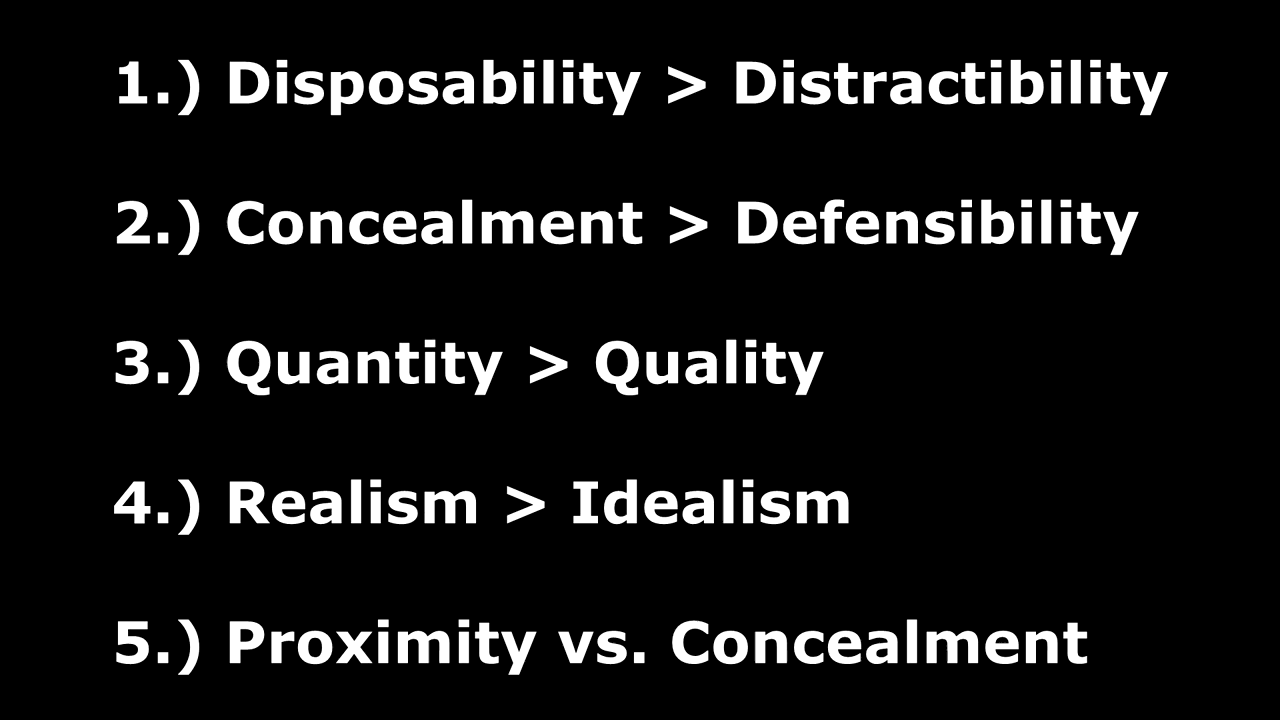 1.) Disposability > Distractibility
2.) Concealment > Defensibility
3.) Quantity > Quality
4.) Realism > Idealism
5.) Proximity vs. Concealment